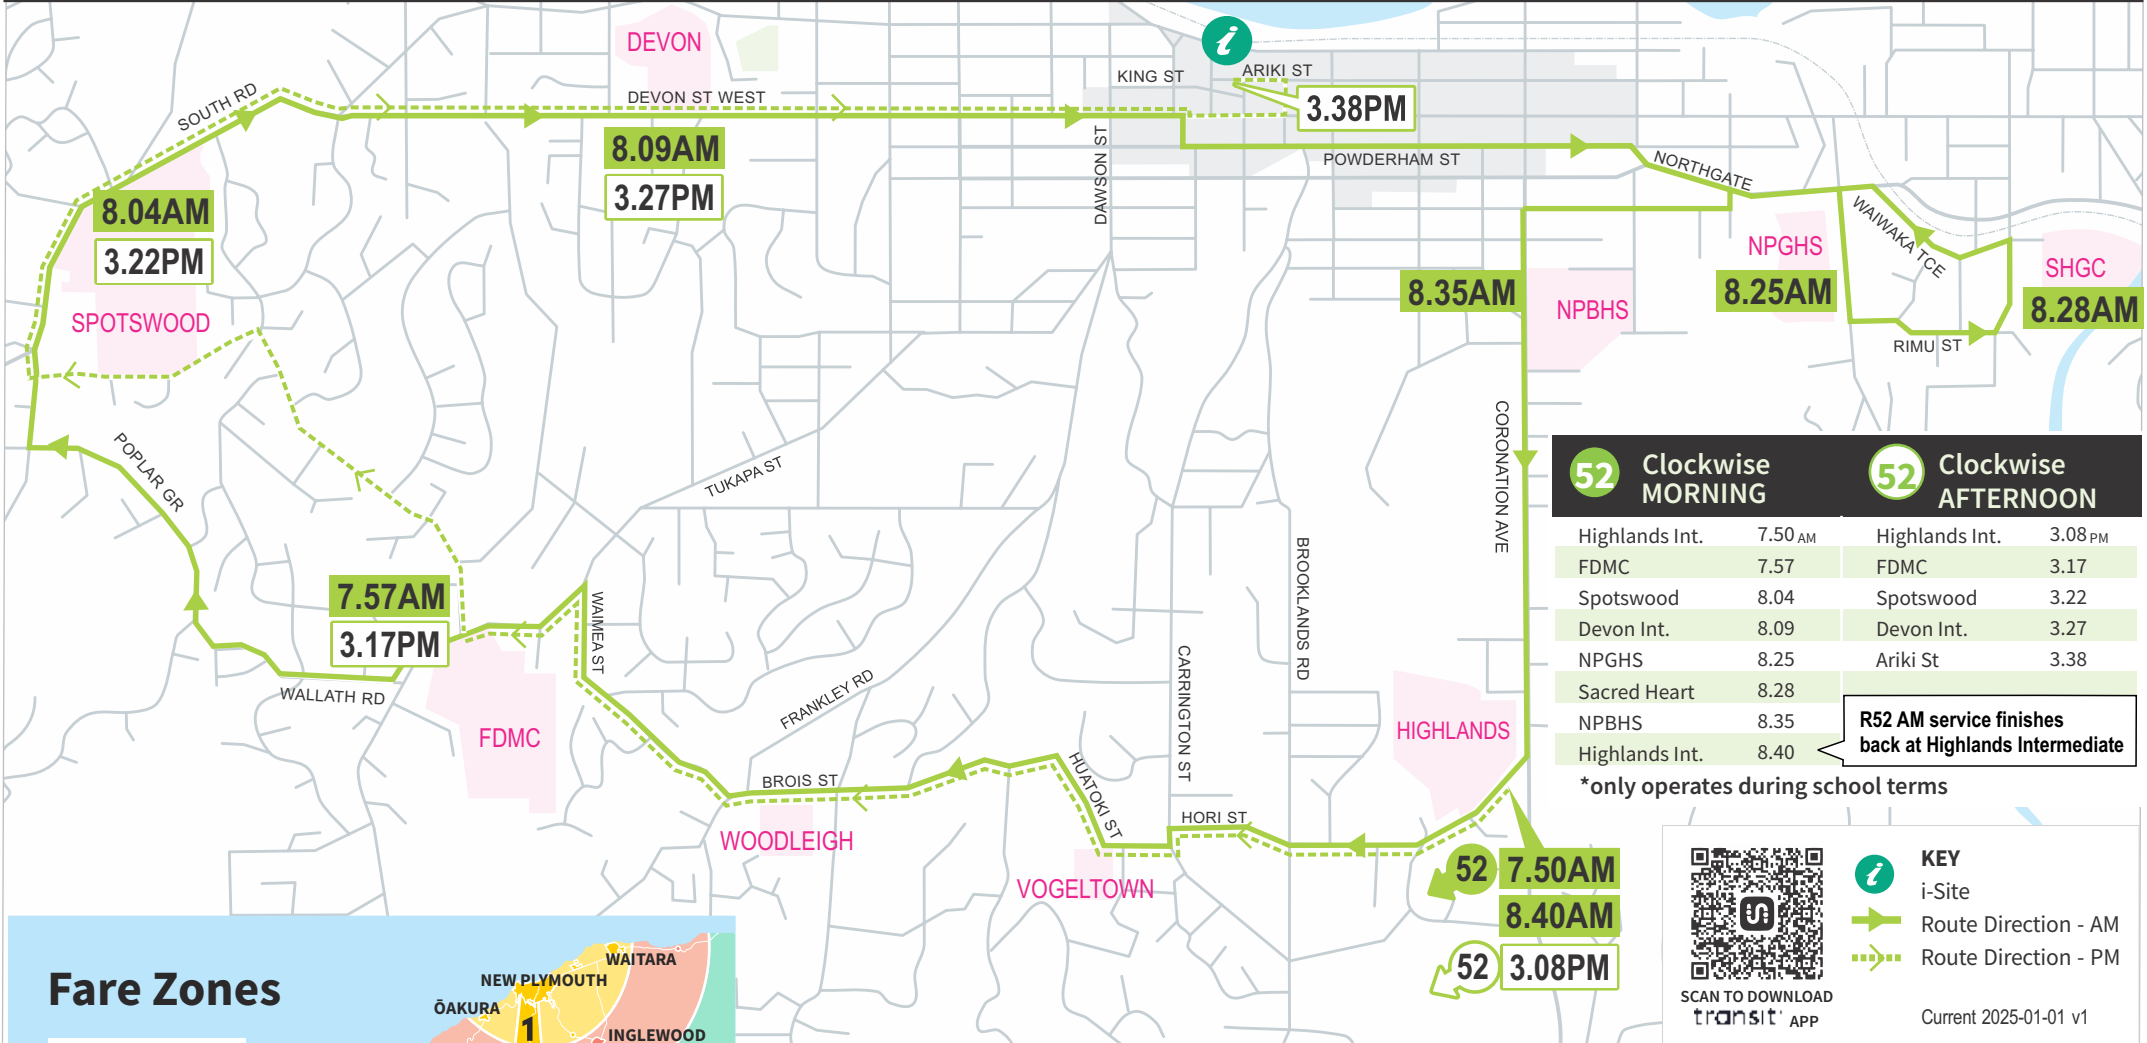 DEVON
KING ST
ARIKI ST
SOUTH RD
DEVON ST WEST
3.38PM
8.09AM
3.27PM
DAWSON ST
POWDERHAM ST
NORTHGATE
8.04AM
3.22PM
SPOTSWOOD
WAIWAKA TCE
NPGHS
8.25AM
SHGC
8.28AM
RIMU ST
8.35AM
NPBHS
CORONATION AVE
POPLAR GR
TUKAPA ST
7.57AM
3.17PM
WAIMEA ST
WALLATH RD
FDMC
FRANKLEY RD
BROOKLANDS RD
CARRINGTON ST
HIGHLANDS
BROIS ST
HUATOKI ST
HORI ST
WOODLEIGH
VOGELTOWN
52 7.50AM
8.40AM
52 3.08PM
52 Clockwise
MORNING
52 Clockwise
AFTERNOON
Highlands Int. 7.50 AM Highlands Int. 3.08 PM
FDMC 7.57 FDMC 3.17
Spotswood 8.04 Spotswood 3.22
Devon Int. 8.09 Devon Int. 3.27
NPGHS 8.25 Ariki St 3.38
Sacred Heart 8.28
NPBHS 8.35
Highlands Int. 8.40
R52 AM service finishes
back at Highlands Intermediate
*only operates during school terms
KEY
i-Site
Route Direction - AM
Route Direction - PM
SCAN TO DOWNLOAD
transit APP
Current 2025-01-01 v1
Fare Zones
WAITARA
NEW PLYMOUTH
ŌAKURA
1
INGLEWOOD